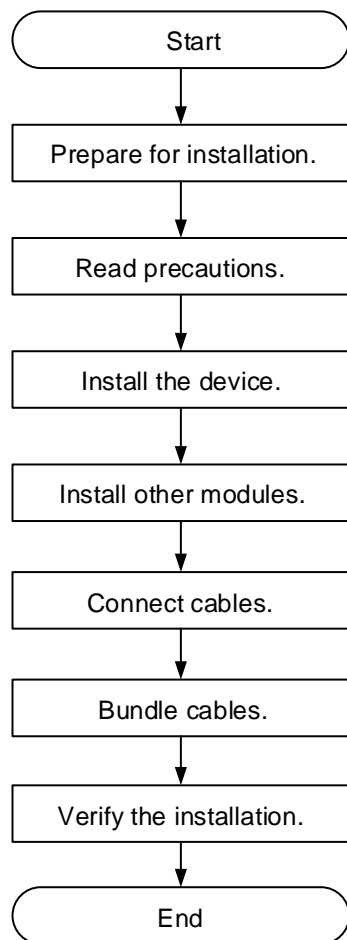 Start
Prepare for installation.
Read precautions.
Install the device.
Install other modules.
Connect cables.
Bundle cables.
Verify the installation.
End